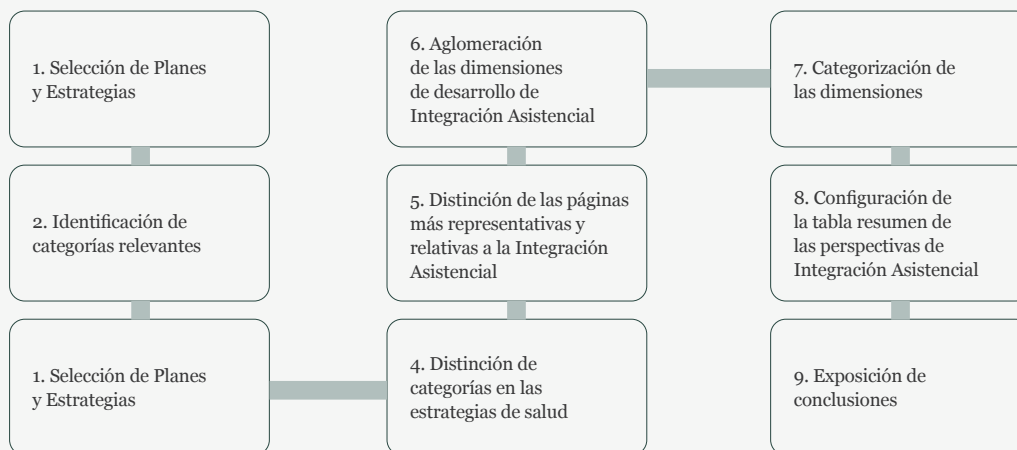 1. Selección de Planes
y Estrategias
2. Identificación de
categorías relevantes
1. Selección de Planes
y Estrategias
4. Distinción de
categorías en las
estrategias de salud
5. Distinción de las páginas
más representativas y
relativas a la Integración
Asistencial
6. Aglomeración
de las dimensiones
de desarrollo de
Integración Asistencial
7. Categorización de
las dimensiones
8. Configuración de
la tabla resumen de
las perspectivas de
Integración Asistencial
9. Exposición de
conclusiones